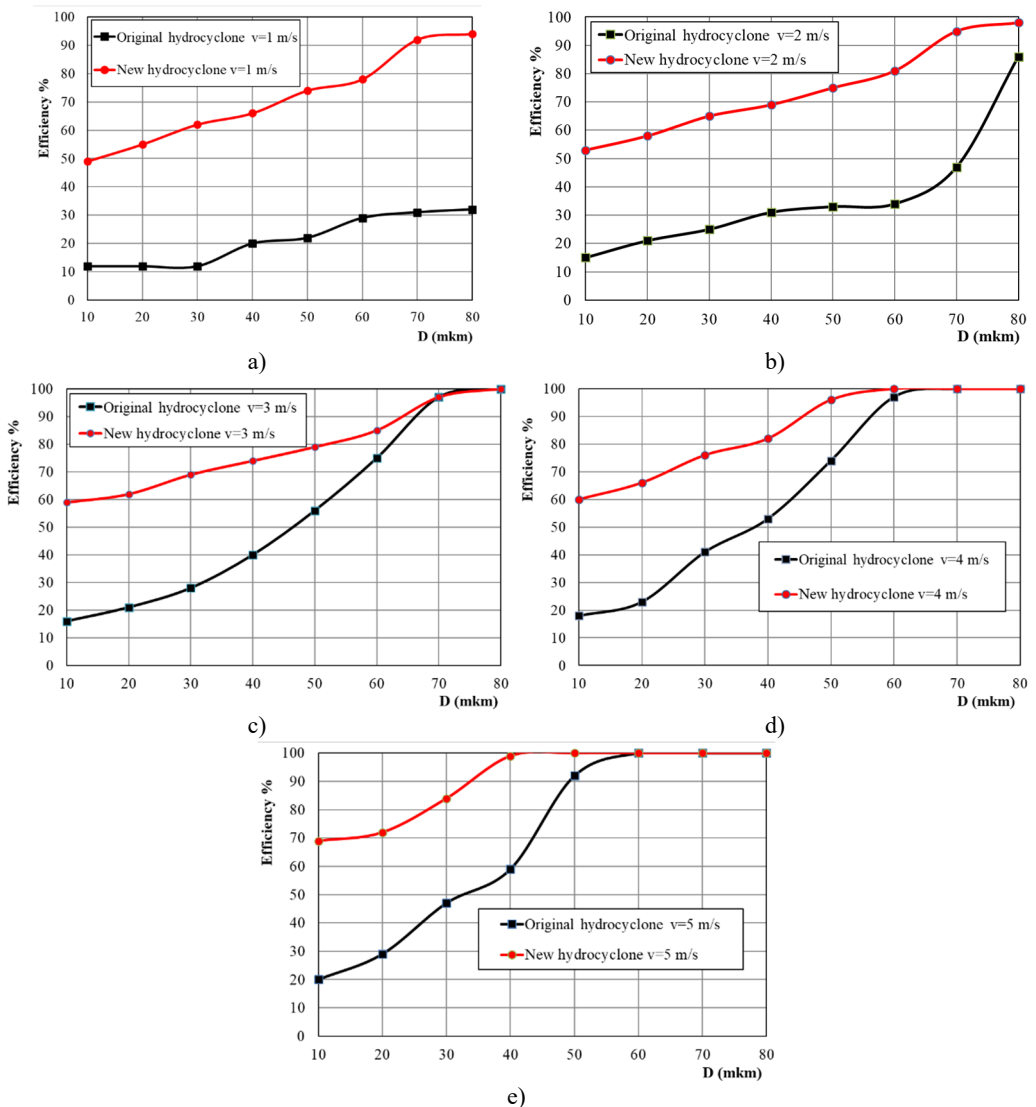 Original hydrocyclone v=1 m/s
New hydrocyclone v=1 m/s
Efficiency %
100
90
80
70
60
50
40
30
20
10
0
10 20 30 40 50 60 70 80
D (mkm)
a)
Original hydrocyclone v=2 m/s
New hydrocyclone v=2 m/s
Efficiency %
100
90
80
70
60
50
40
30
20
10
0
10 20 30 40 50 60 70 80
D (mkm)
b)
Original hydrocyclone v=3 m/s
New hydrocyclone v=3 m/s
Efficiency %
100
90
80
70
60
50
40
30
20
10
0
10 20 30 40 50 60 70 80
D (mkm)
c)
Efficiency %
100
90
80
70
60
50
40
30
20
10
0
Original hydrocyclone v=4 m/s
New hydrocyclone v=4 m/s
10 20 30 40 50 60 70 80
D (mkm)
d)
Efficiency %
100
90
80
70
60
50
40
30
20
10
0
Original hydrocyclone v=5 m/s
New hydrocyclone v=5 m/s
10 20 30 40 50 60 70 80
D (mkm)
e)